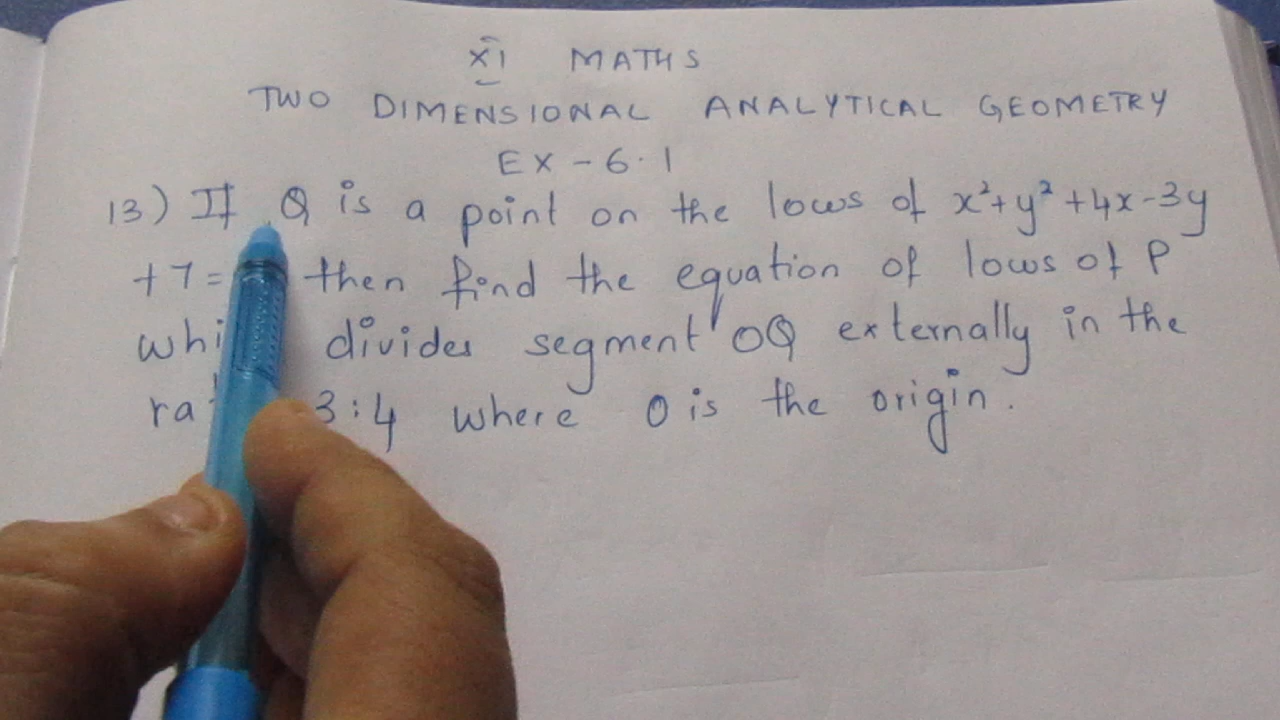 XI MATHS
TWO DIMENSIONAL ANALYTICAL GEOMETRY
EX - 6.1
13) If Q is a point on the locus of x²+y²+4x-3y
+7= then find the equation of locus of P
divides segment OQ externally in the
3:4 where O is the origin.